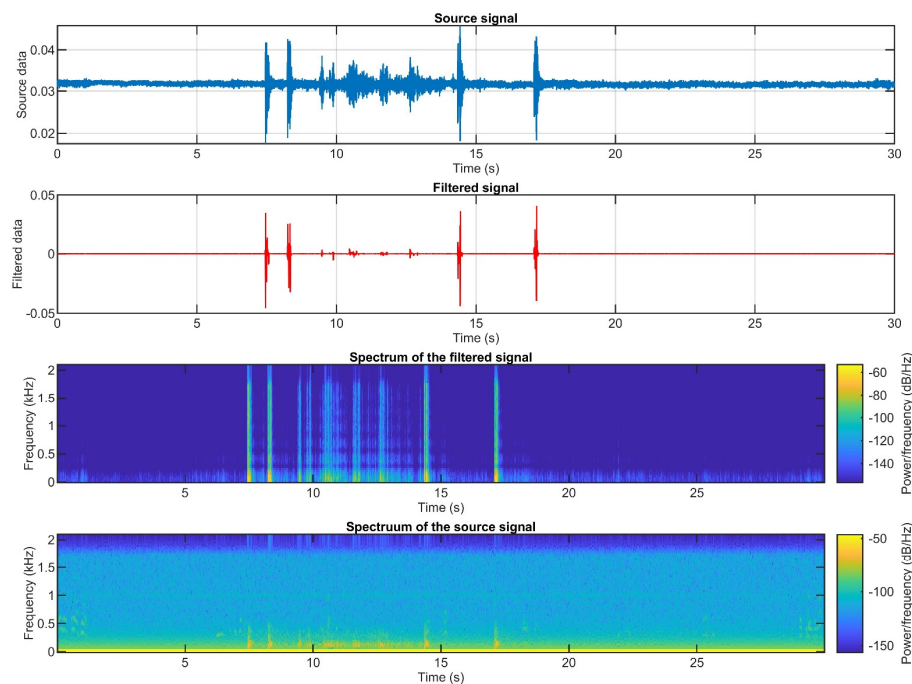 Source signal
Source data
0.04
0.03
0.02
0 5 10 15 20 25 30
Time (s)
Filtered signal
Filtered data
0.05
0
-0.05
0 5 10 15 20 25 30
Time (s)
Spectrum of the filtered signal
Frequency (kHz)
2
1.5
1
0.5
0
5 10 15 20 25
Time (s)
-60
-80
-100
-120
-140
Power/frequency (dB/Hz)
Spectruum of the source signal
Frequency (kHz)
2
1.5
1
0.5
0
5 10 15 20 25
Time (s)
-50
-100
-150
Power/frequency (dB/Hz)